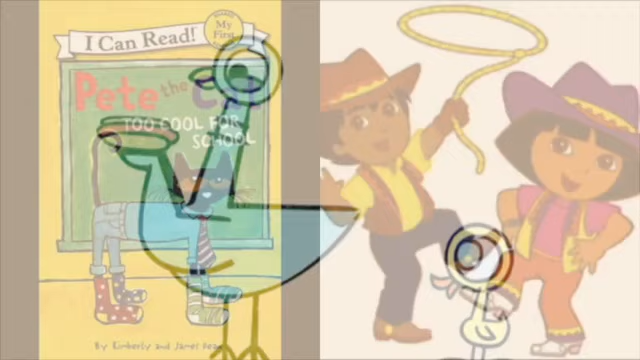 I Can Read!
My
First
Pete the Cat
TOO COOL FOR
SCHOOL
By Kimberly and James Dean